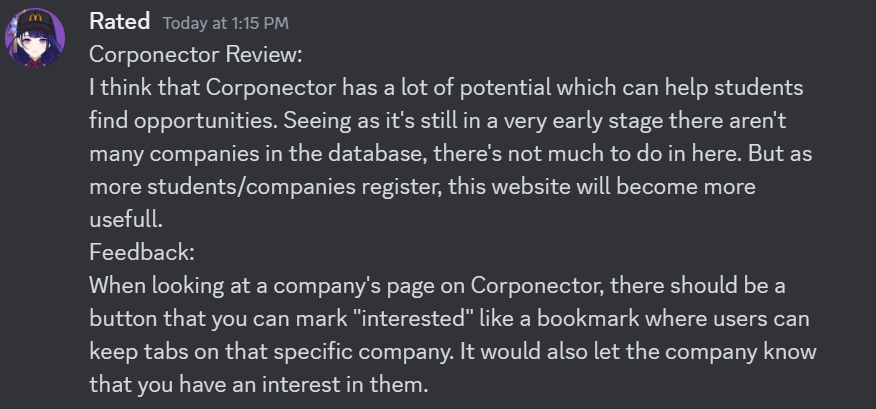 Rated Today at 1:15 PM
Corponector Review:
I think that Corponector has a lot of potential which can help students
find opportunities. Seeing as it's still in a very early stage there aren't
many companies in the database, there's not much to do in here. But as
more students/companies register, this website will become more
usefull.
Feedback:
When looking at a company's page on Corponector, there should be a
button that you can mark "interested" like a bookmark where users can
keep tabs on that specific company. It would also let the company know
that you have an interest in them.